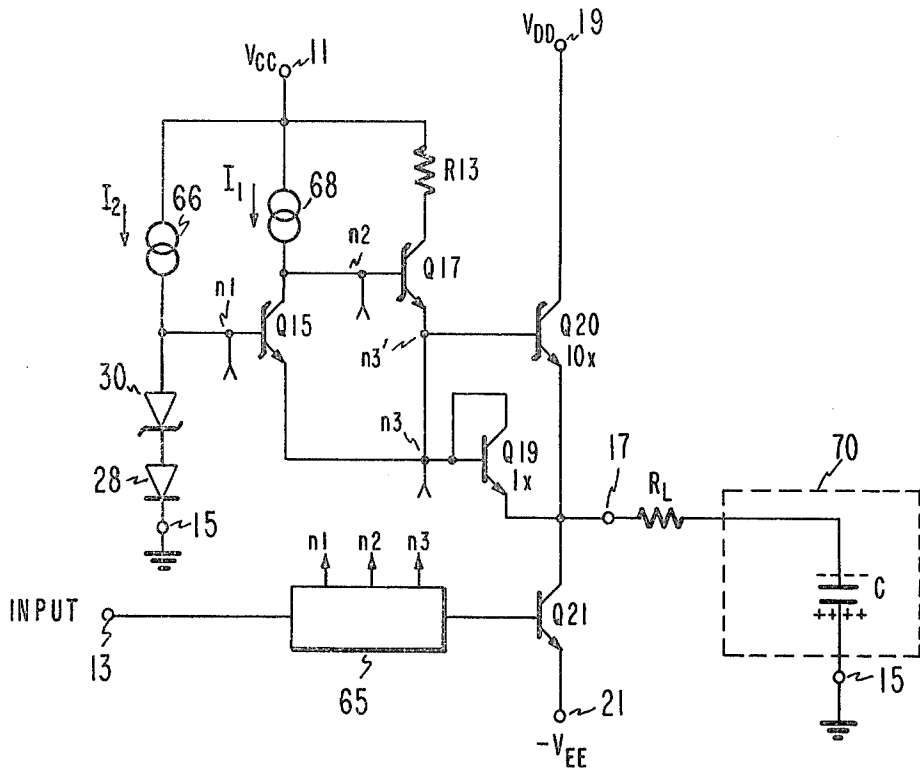 VDD 19
VCC 11
R13
I2 66
I1 68
n2
Q17
n1
Q15
n3'
Q20
10x
30
n3
Q19
1x
17
RL
70
28
15
C
n1 n2 n3
INPUT
13
65
Q21
15
21
-VEE